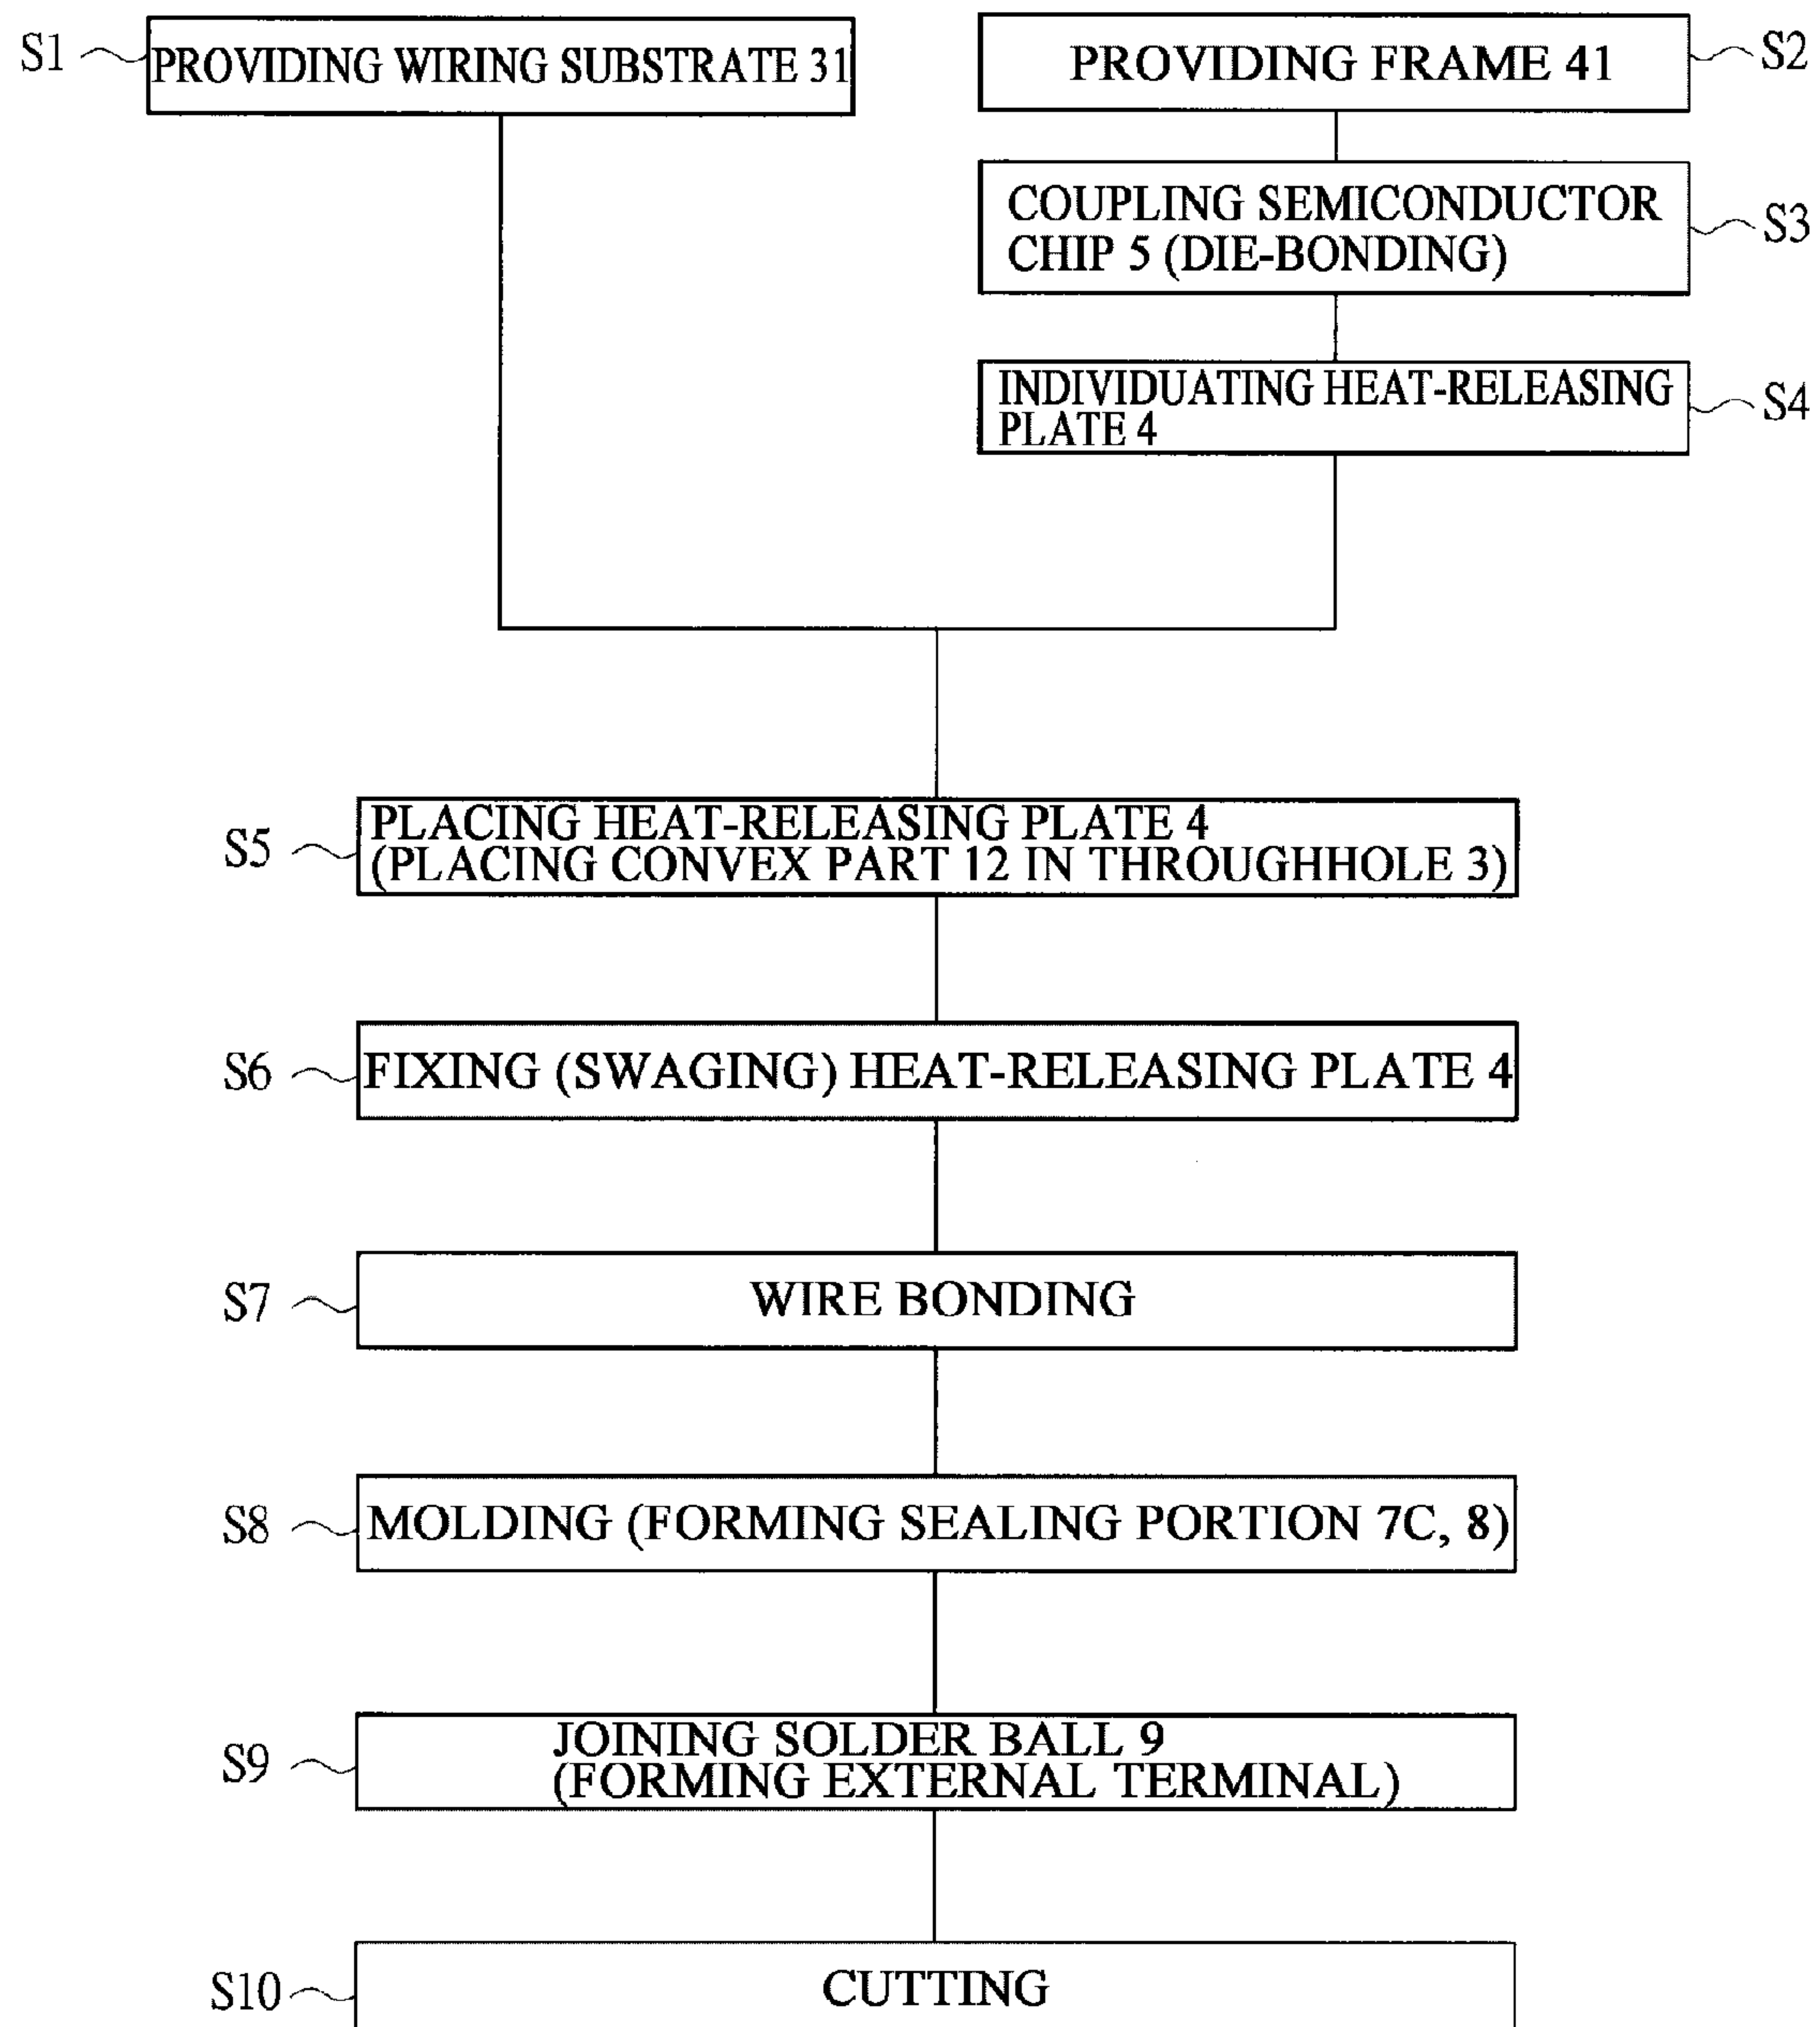 S1
PROVIDING WIRING SUBSTRATE 31
PROVIDING FRAME 41
S2
COUPLING SEMICONDUCTOR
CHIP 5 (DIE-BONDING)
S3
INDIVIDUATING HEAT-RELEASING
PLATE 4
S4
S5
PLACING HEAT-RELEASING PLATE 4
(PLACING CONVEX PART 12 IN THROUGHHOLE 3)
S6
FIXING (SWAGING) HEAT-RELEASING PLATE 4
S7
WIRE BONDING
S8
MOLDING (FORMING SEALING PORTION 7C, 8)
S9
JOINING SOLDER BALL 9
(FORMING EXTERNAL TERMINAL)
S10
CUTTING